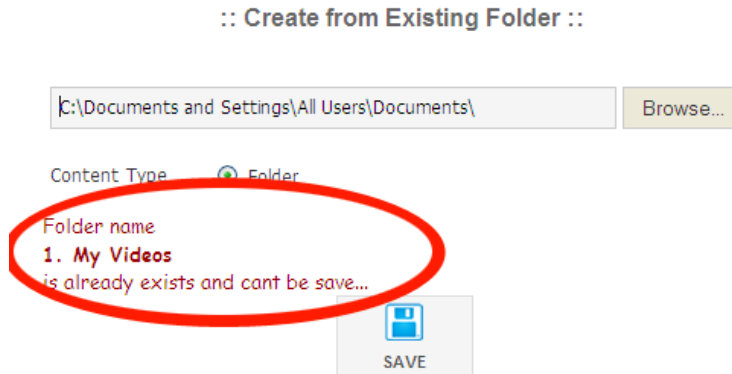 :: Create from Existing Folder ::
C:\Documents and Settings\All Users\Documents\
Browse...
Content Type Folder
Folder name
1. My Videos
is already exists and cant be save...
SAVE